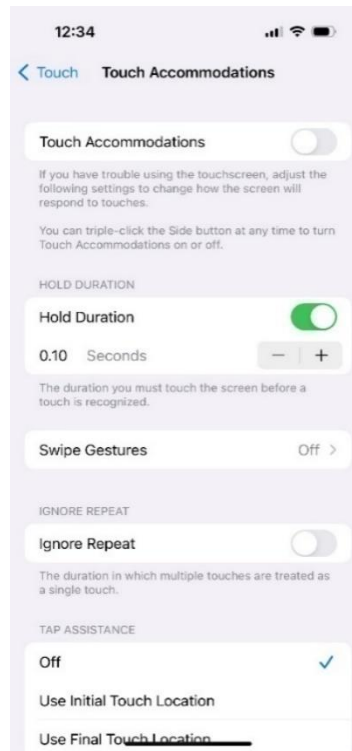 12:34
Touch Touch Accommodations
Touch Accommodations
If you have trouble using the touchscreen, adjust the
following settings to change how the screen will
respond to touches.
You can triple-click the Side button at any time to turn
Touch Accommodations on or off.
HOLD DURATION
Hold Duration
0.10 Seconds − +
The duration you must touch the screen before a
touch is recognized.
Swipe Gestures Off
IGNORE REPEAT
Ignore Repeat
The duration in which multiple touches are treated as
a single touch.
TAP ASSISTANCE
Off
Use Initial Touch Location
Use Final Touch Location